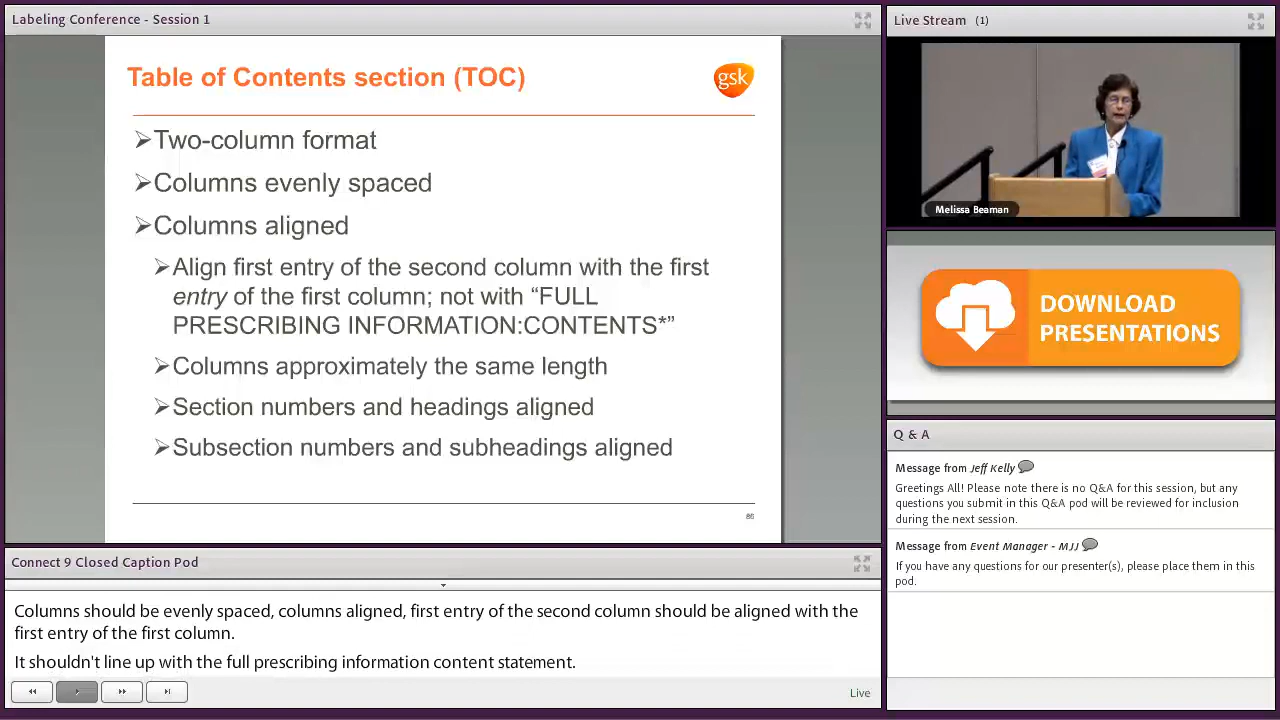 Labeling Conference - Session 1
Table of Contents section (TOC)
gsk
➢Two-column format
➢Columns evenly spaced
➢Columns aligned
➢Align first entry of the second column with the first
entry of the first column; not with “FULL
PRESCRIBING INFORMATION:CONTENTS*”
➢Columns approximately the same length
➢Section numbers and headings aligned
➢Subsection numbers and subheadings aligned
86
Connect 9 Closed Caption Pod
Columns should be evenly spaced, columns aligned, first entry of the second column should be aligned with the
first entry of the first column.
It shouldn't line up with the full prescribing information content statement.
Live
Live Stream (1)
Melissa Beaman
DOWNLOAD
PRESENTATIONS
Q & A
Message from Jeff Kelly
Greetings All! Please note there is no Q&A for this session, but any
questions you submit in this Q&A pod will be reviewed for inclusion
during the next session.
Message from Event Manager - MJJ
If you have any questions for our presenter(s), please place them in this
pod.